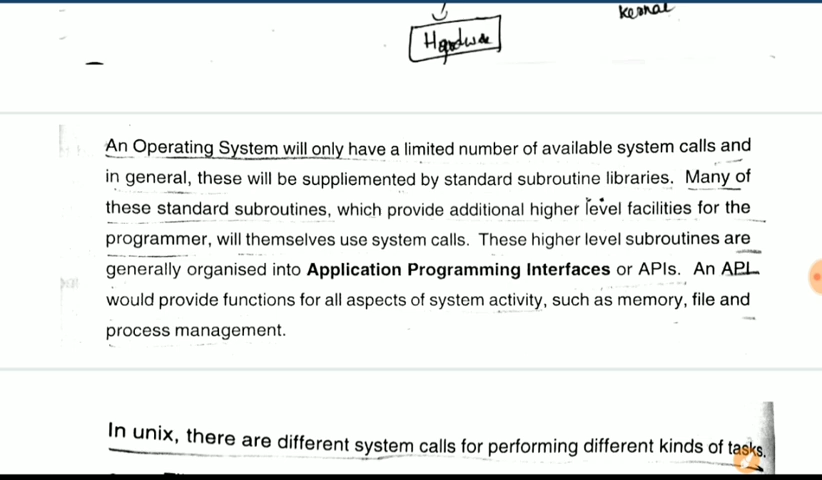 kernal
Hardwae
An Operating System will only have a limited number of available system calls and
in general, these will be suppliemented by standard subroutine libraries. Many of
these standard subroutines, which provide additional higher level facilities for the
programmer, will themselves use system calls. These higher level subroutines are
generally organised into Application Programming Interfaces or APIs. An API
would provide functions for all aspects of system activity, such as memory, file and
process management.
In unix, there are different system calls for performing different kinds of tasks.